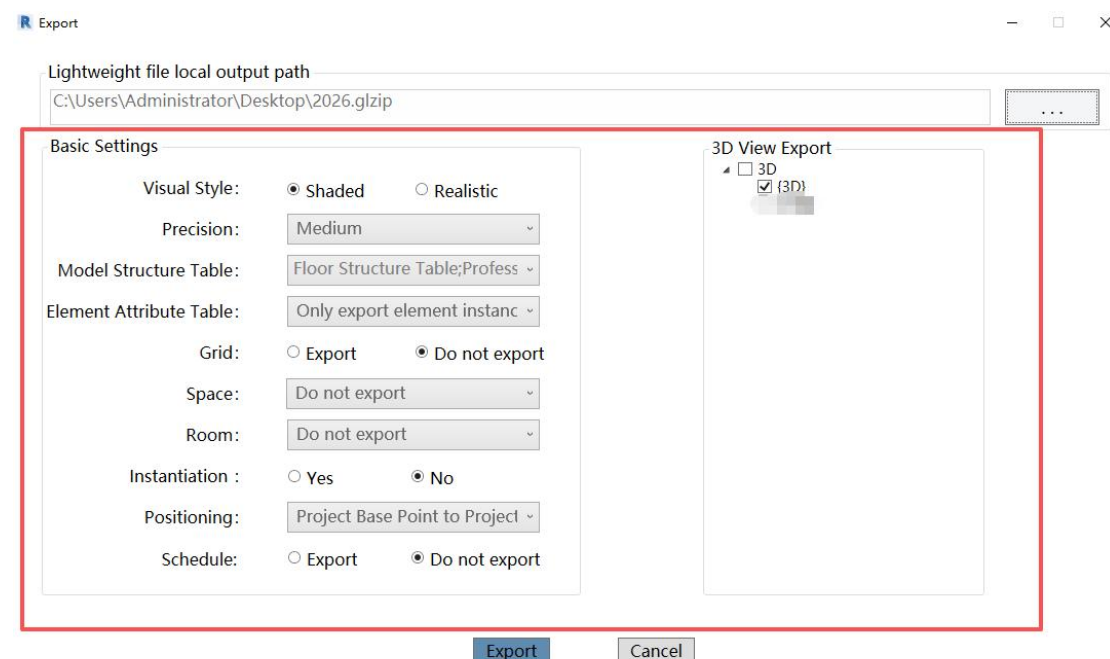 R Export
Lightweight file local output path
C:\Users\Administrator\Desktop\2026.glzip
...
Basic Settings
Visual Style: Shaded Realistic
Precision: Medium
Model Structure Table: Floor Structure Table;Profess
Element Attribute Table: Only export element instanc
Grid: Export Do not export
Space: Do not export
Room: Do not export
Instantiation : Yes No
Positioning: Project Base Point to Project
Schedule: Export Do not export
3D View Export
3D
{3D}
Export Cancel